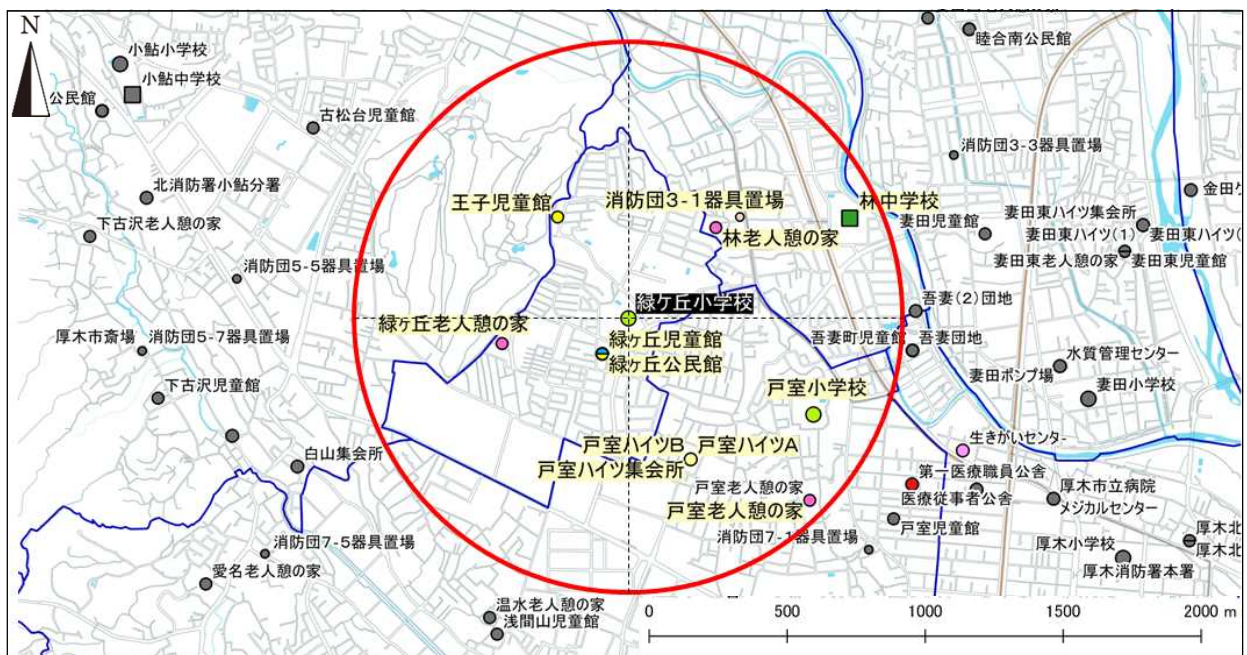 N
小鮎小学校
小鮎中学校
公民館
古松台児童館
睦合南公民館
北消防署小鮎分署
下古沢老人憩の家
消防団5-5器具置場
厚木市斎場
消防団5-7器具置場
下古沢児童館
白山集会所
消防団7-5器具置場
愛名老人憩の家
王子児童館
消防団3-1器具置場
林老人憩の家
林中学校
緑ヶ丘小学校
緑ヶ丘老人憩の家
緑ヶ丘児童館
緑ヶ丘公民館
戸室小学校
戸室ハイツB
戸室ハイツA
戸室ハイツ集会所
戸室老人憩の家
戸室老人憩の家
消防団7-1器具置場
温水老人憩の家
浅間山児童館
消防団3-3器具置場
妻田児童館
妻田東ハイツ集会所
妻田東ハイツ(1)
妻田東ハイツ(
妻田東老人憩の家
妻田東児童館
吾妻(2)団地
吾妻町児童館
吾妻団地
水質管理センター
妻田ポンプ場
妻田小学校
生きがいセンター
第一医療職員公舎
医療従事者公舎
戸室児童館
厚木市立病院
メジカルセンター
厚木小学校
厚木消防署本署
厚木北
厚木北
0 500 1000 1500 2000 m